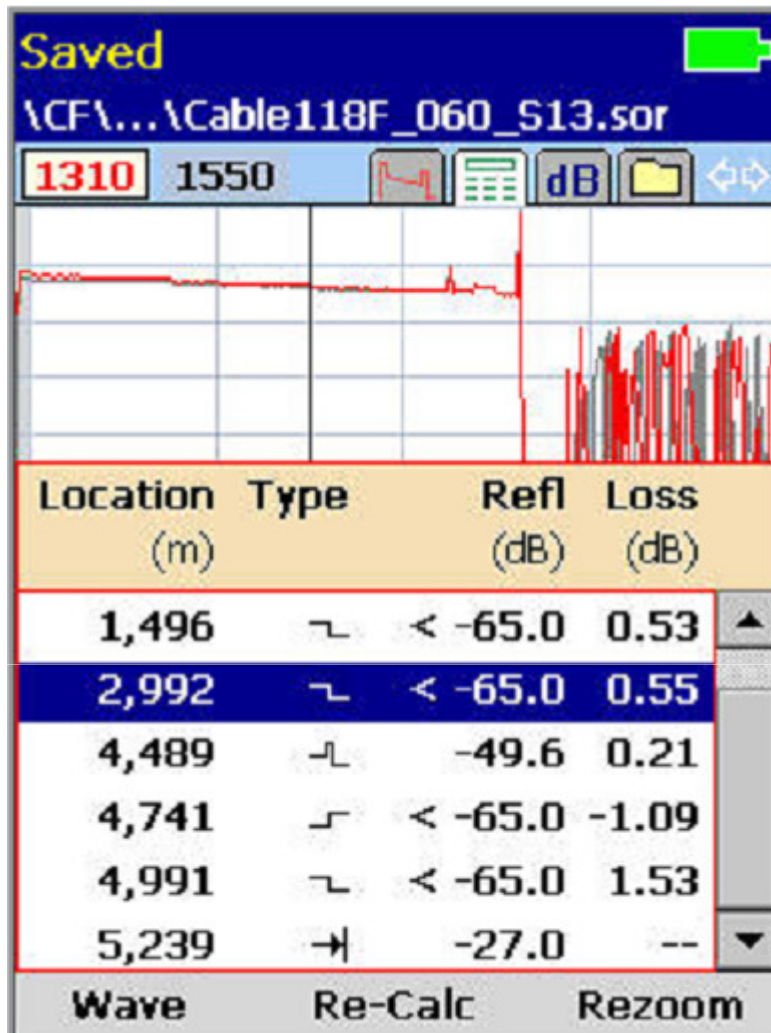 Saved
\CF\...\Cable118F_060_S13.sor
1310 1550 dB
Location Type Refl Loss
(m) (dB) (dB)
1,496 < -65.0 0.53
2,992 < -65.0 0.55
4,489 -49.6 0.21
4,741 < -65.0 -1.09
4,991 < -65.0 1.53
5,239 -27.0 --
Wave Re-Calc Rezoom